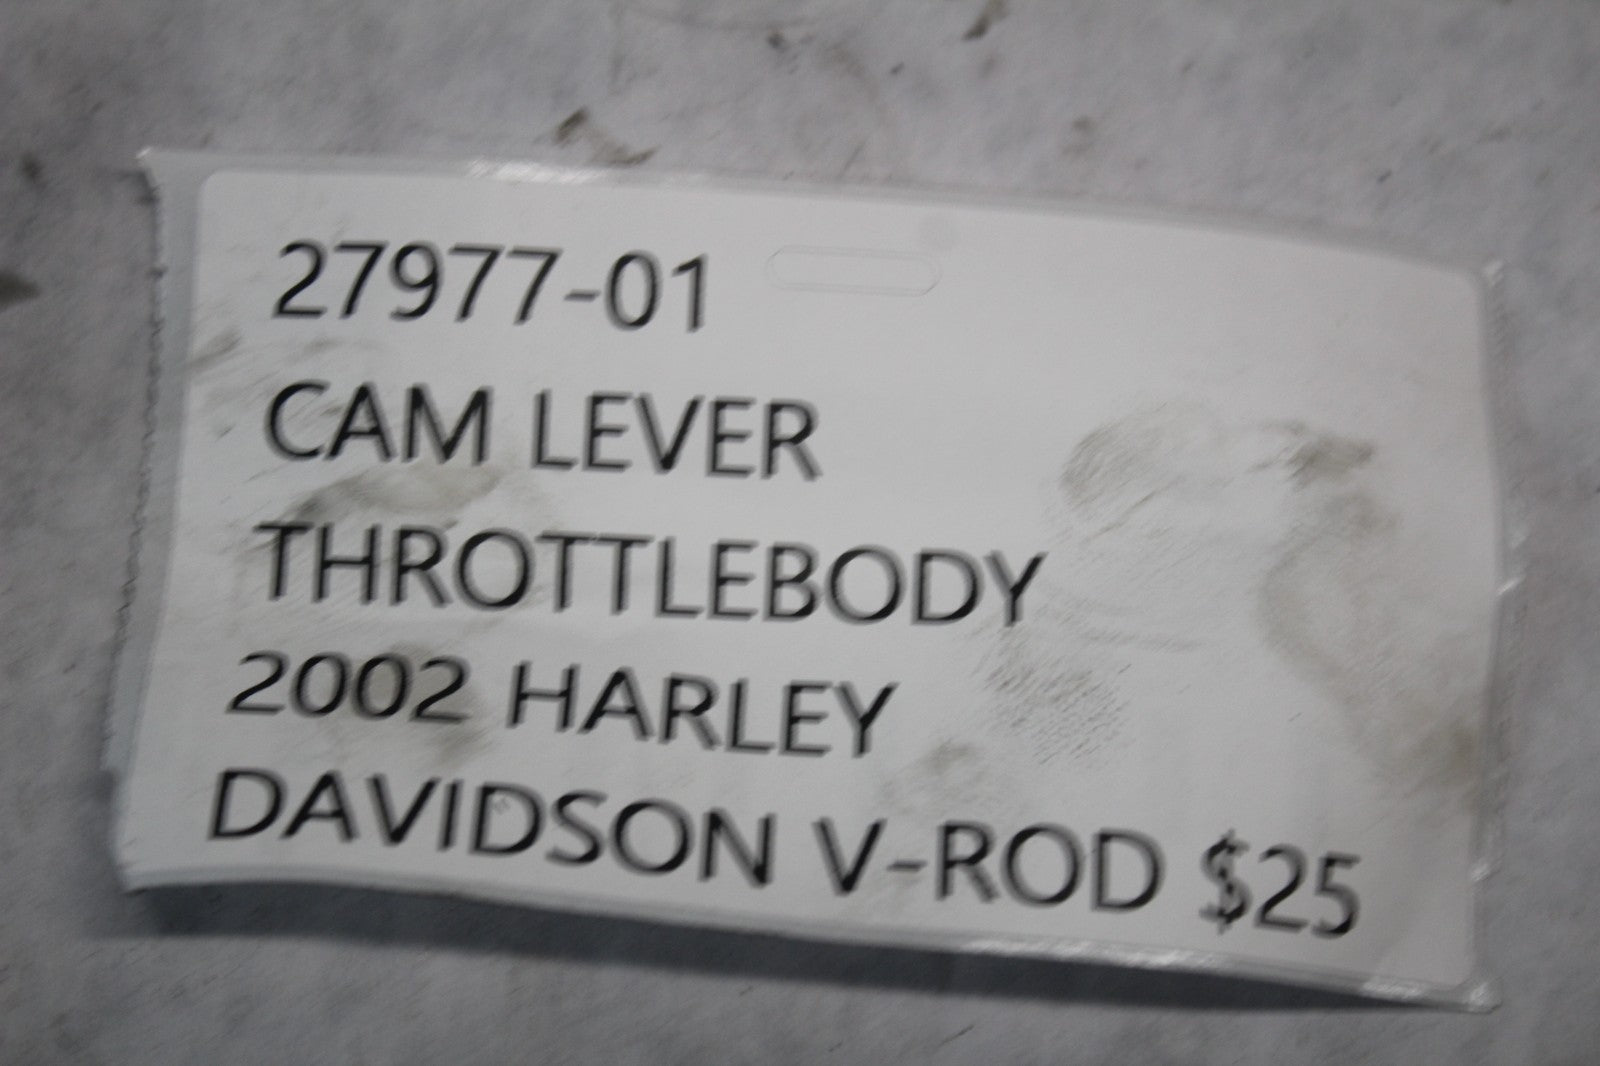 27977-01
CAM LEVER
THROTTLEBODY
2002 HARLEY
DAVIDSON V-ROD $25